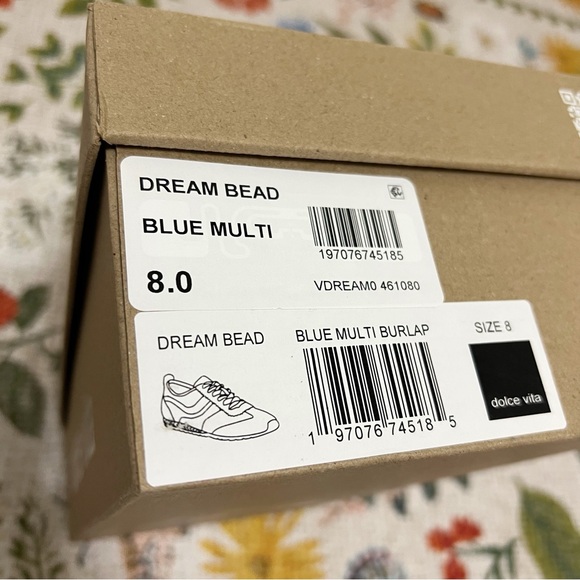 DREAM BEAD
BLUE MULTI
197076745185
8.0
VDREAM0 461080
DREAM BEAD
BLUE MULTI BURLAP
SIZE 8
dolce vita
1 97076 74518 5